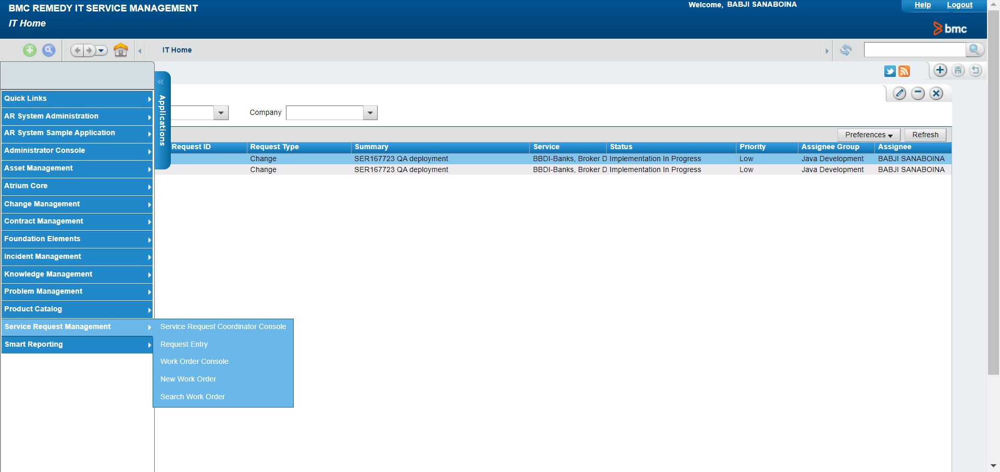 BMC REMEDY IT SERVICE MANAGEMENT
Welcome, BABJI SANABOINA
Help
Logout
IT Home
bmc
IT Home
Applications
Company
Preferences
Refresh
Request ID Request Type Summary Service Status Priority Assignee Group Assignee
Change SER167723 QA deployment BBDI-Banks, Broker D Implementation In Progress Low Java Development BABJI SANABOINA
Change SER167723 QA deployment BBDI-Banks, Broker D Implementation In Progress Low Java Development BABJI SANABOINA
Quick Links
AR System Administration
AR System Sample Application
Administrator Console
Asset Management
Atrium Core
Change Management
Contract Management
Foundation Elements
Incident Management
Knowledge Management
Problem Management
Product Catalog
Service Request Management
Smart Reporting
Service Request Coordinator Console
Request Entry
Work Order Console
New Work Order
Search Work Order